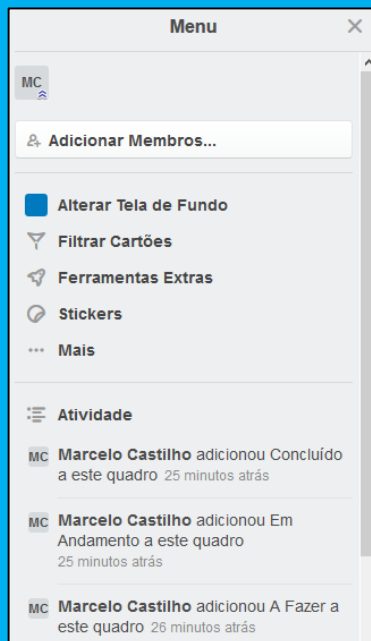 Menu
MC
Adicionar Membros...
Alterar Tela de Fundo
Filtrar Cartões
Ferramentas Extras
Stickers
Mais
Atividade
MC Marcelo Castilho adicionou Concluído
a este quadro 25 minutos atrás
MC Marcelo Castilho adicionou Em
Andamento a este quadro
25 minutos atrás
MC Marcelo Castilho adicionou A Fazer a
este quadro 26 minutos atrás